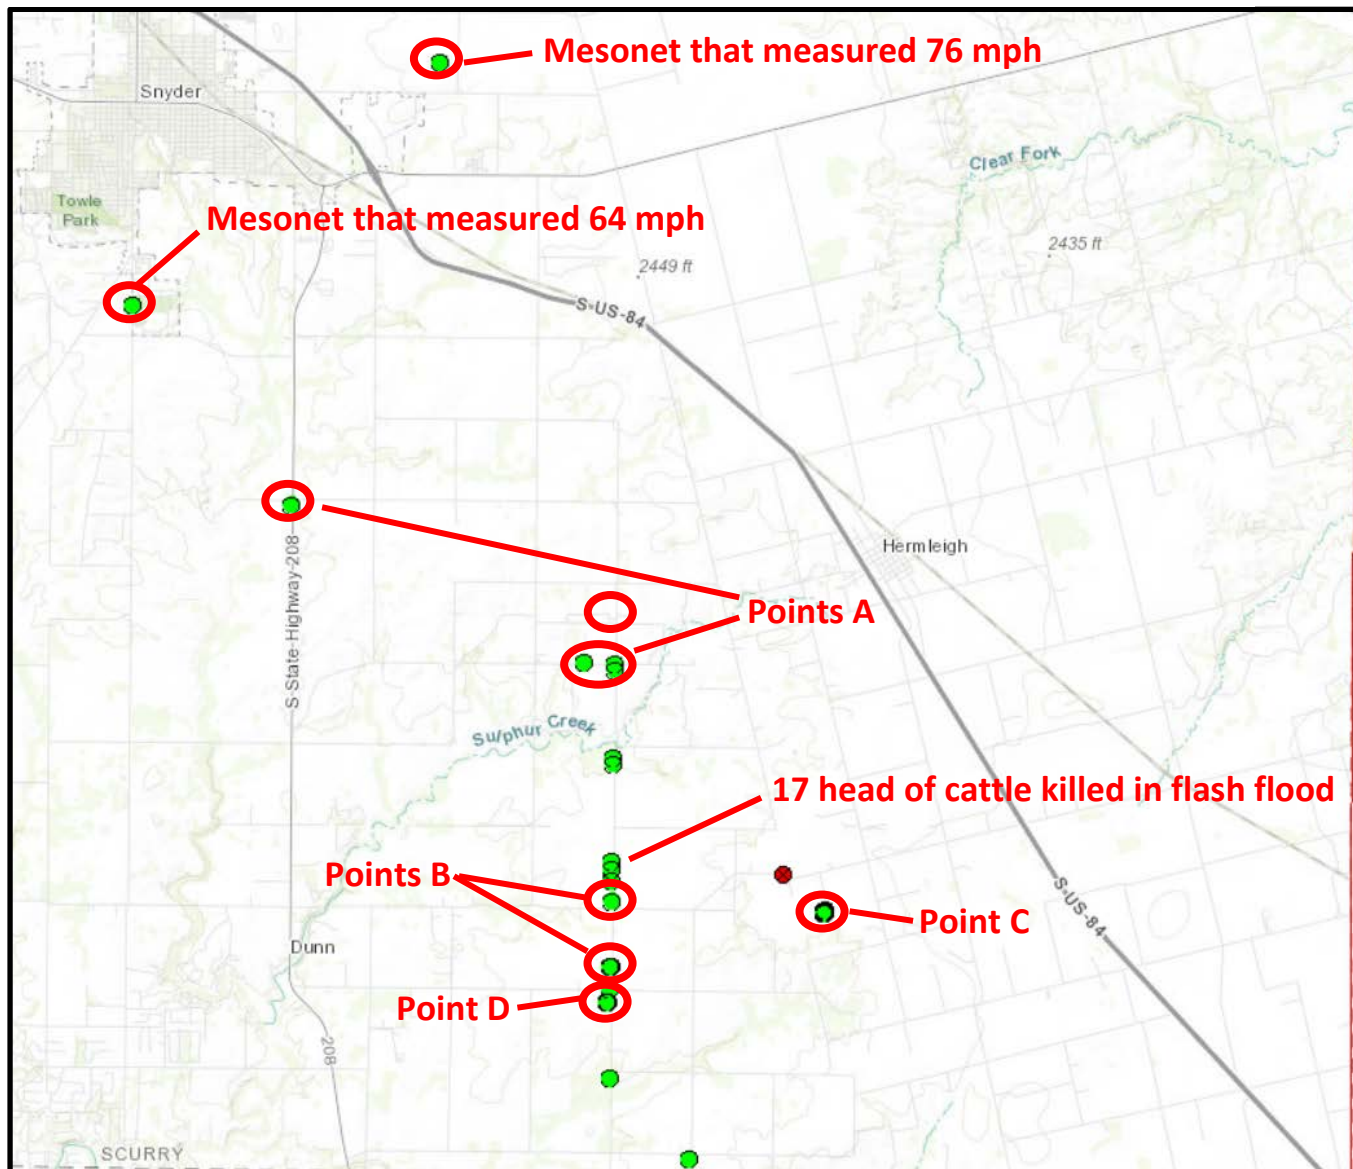 Mesonet that measured 76 mph
Snyder
Clear Fork
Towle
Park
Mesonet that measured 64 mph
2435 ft
2449 ft
S-US-84
S-State-Highway-208
Hermleigh
Points A
Sulphur Creek
17 head of cattle killed in flash flood
Points B
S-US-84
Point C
Dunn
Point D
208
SCURRY